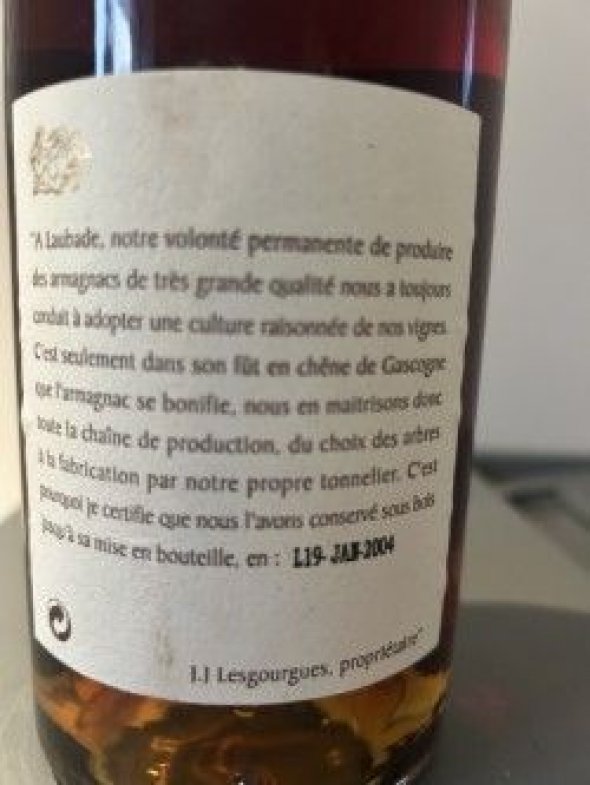 "A Laubade, notre volonté permanente de produire
des armagnacs de très grande qualité nous a toujours
conduit à adopter une culture raisonnée de nos vignes.
C'est seulement dans son fût en chêne de Gascogne
que l'armagnac se bonifie, nous en maîtrisons donc
toute la chaîne de production, du choix des arbres
à la fabrication par notre propre tonnelier. C'est
pourquoi je certifie que nous l'avons conservé sous bois
jusqu'à sa mise en bouteille, en : L19-JAN-2004
J.J Lesgourgues, propriétaire"